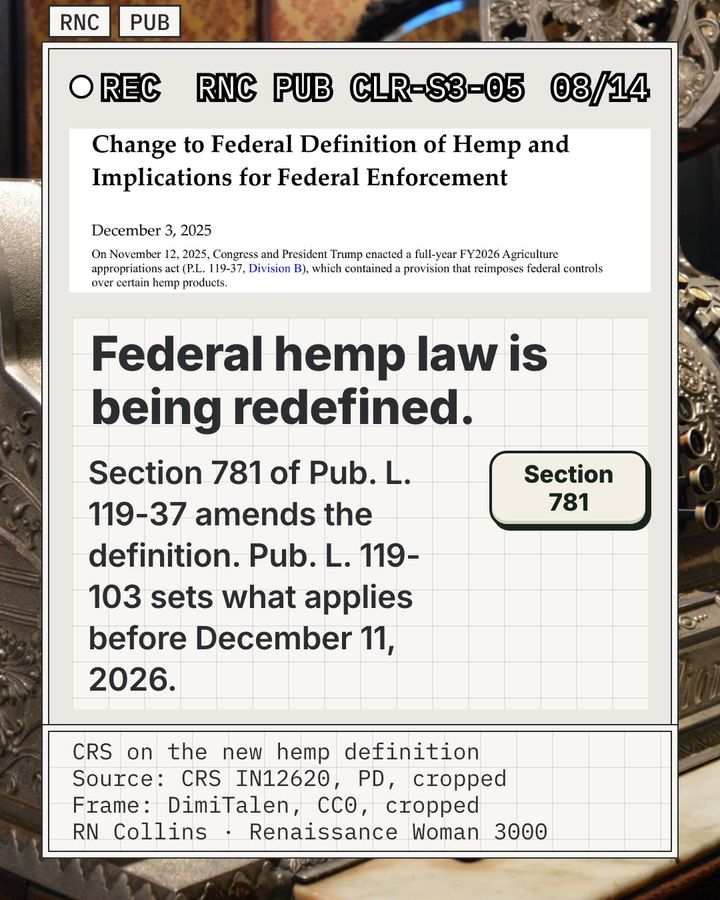 RNC PUB
REC RNC PUB CLR-S3-05 08/14
Change to Federal Definition of Hemp and
Implications for Federal Enforcement
December 3, 2025
On November 12, 2025, Congress and President Trump enacted a full-year FY2026 Agriculture
appropriations act (P.L. 119-37, Division B), which contained a provision that reimposes federal controls
over certain hemp products.
Federal hemp law is
being redefined.
Section 781 of Pub. L.
119-37 amends the
definition. Pub. L. 119-
103 sets what applies
before December 11,
2026.
Section
781
CRS on the new hemp definition
Source: CRS IN12620, PD, cropped
Frame: DimiTalen, CC0, cropped
RN Collins · Renaissance Woman 3000